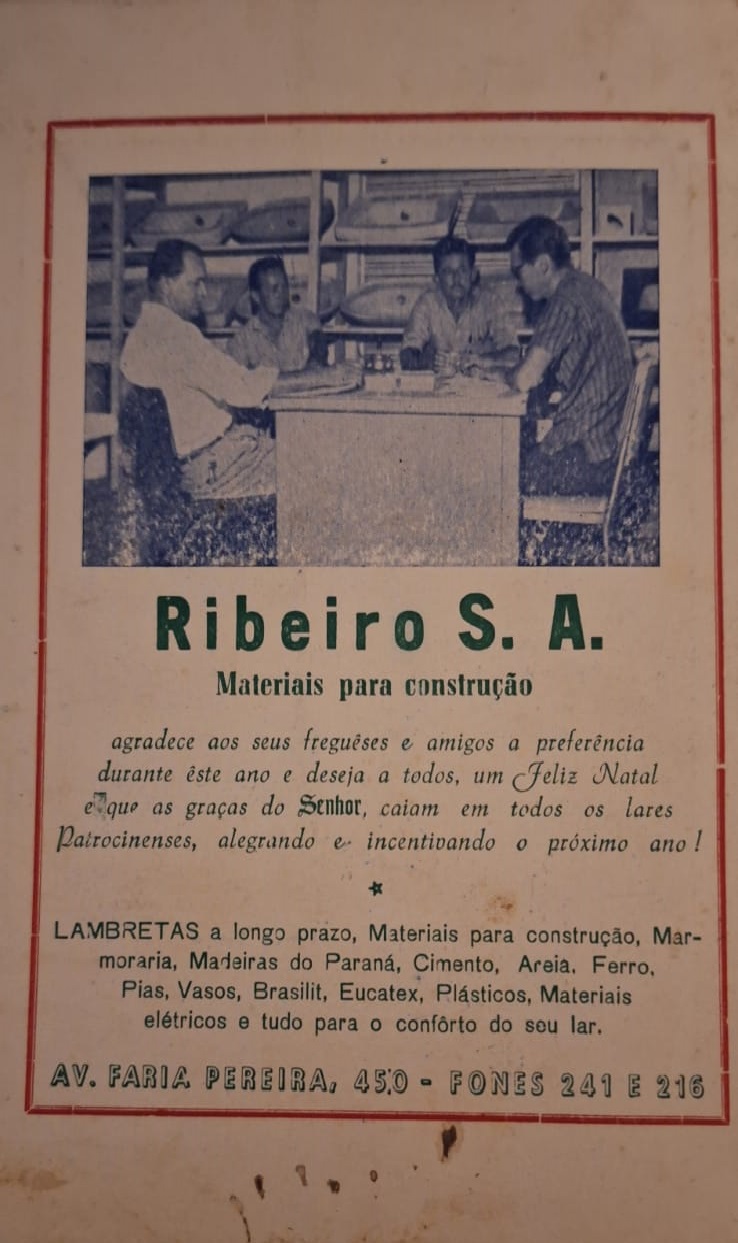 Ribeiro S. A.
Materiais para construção
agradece aos seus freguêses e amigos a preferência
durante êste ano e deseja a todos, um Feliz Natal
e que as graças do Senhor, caiam em todos os lares
Patrocinenses, alegrando e incentivando o próximo ano!
LAMBRETAS a longo prazo, Materiais para construção, Mar-
moraria, Madeiras do Paraná, Cimento, Areia, Ferro,
Pias, Vasos, Brasilit, Eucatex, Plásticos, Materiais
elétricos e tudo para o confôrto do seu lar.
AV. FARIA PEREIRA, 450 - FONES 241 E 216